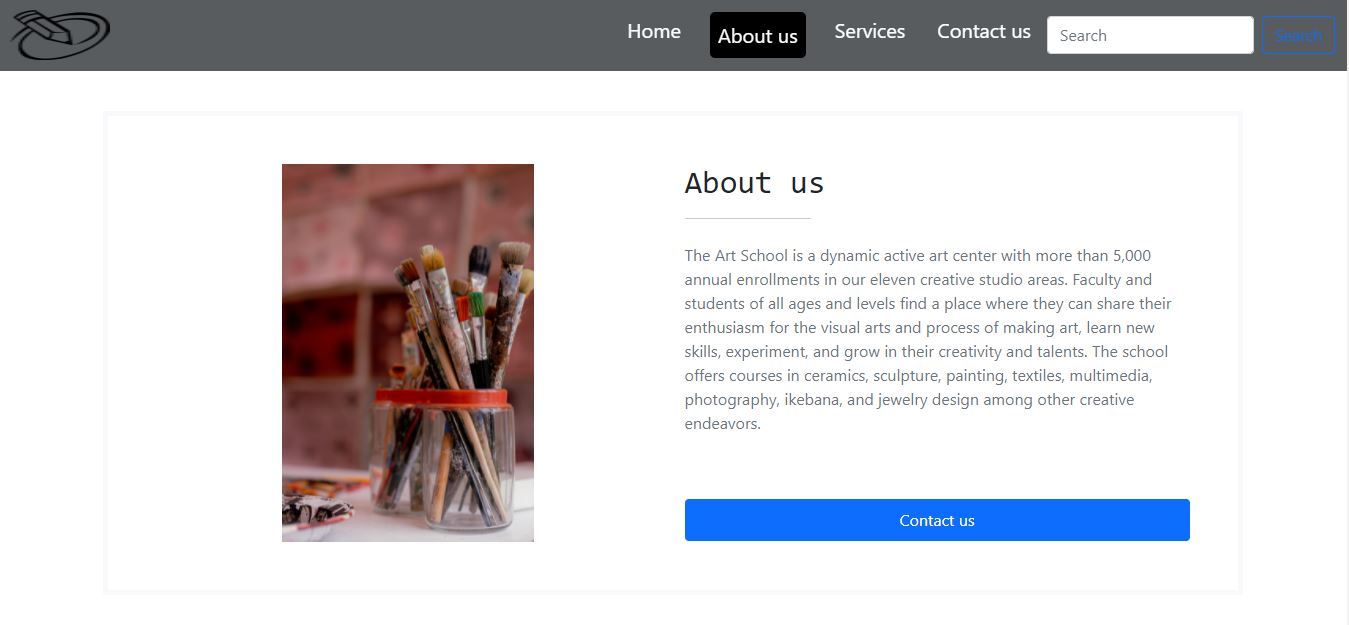 Home About us Services Contact us Search Search
About us
The Art School is a dynamic active art center with more than 5,000
annual enrollments in our eleven creative studio areas. Faculty and
students of all ages and levels find a place where they can share their
enthusiasm for the visual arts and process of making art, learn new
skills, experiment, and grow in their creativity and talents. The school
offers courses in ceramics, sculpture, painting, textiles, multimedia,
photography, ikebana, and jewelry design among other creative
endeavors.
Contact us